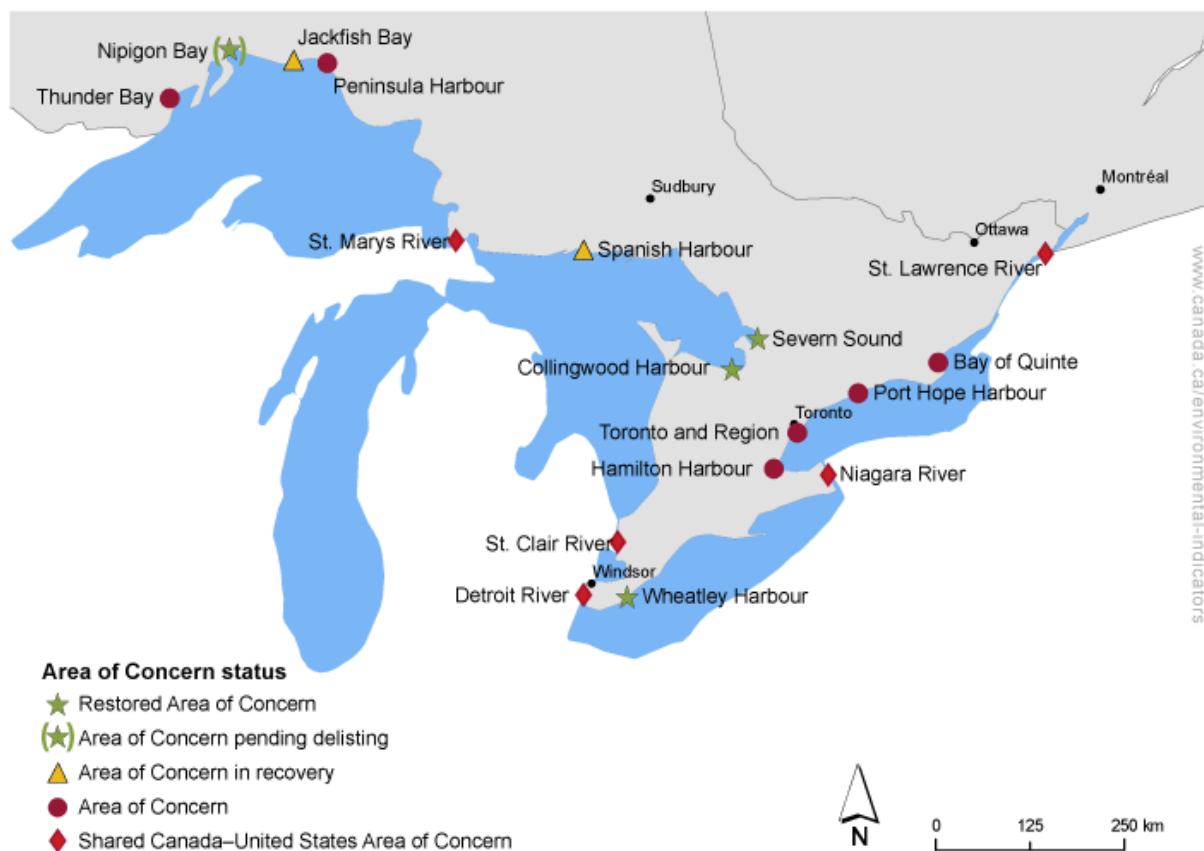 Jackfish Bay
Nipigon Bay
Peninsula Harbour
Thunder Bay
Montréal
Sudbury
Ottawa
St. Marys River
Spanish Harbour
St. Lawrence River
Severn Sound
Collingwood Harbour
Bay of Quinte
Port Hope Harbour
Toronto
Toronto and Region
Hamilton Harbour
Niagara River
St. Clair River
Windsor
Detroit River
Wheatley Harbour
www.canada.ca/environmental-indicators
Area of Concern status
Restored Area of Concern
Area of Concern pending delisting
Area of Concern in recovery
Area of Concern
Shared Canada–United States Area of Concern
N
0 125 250 km